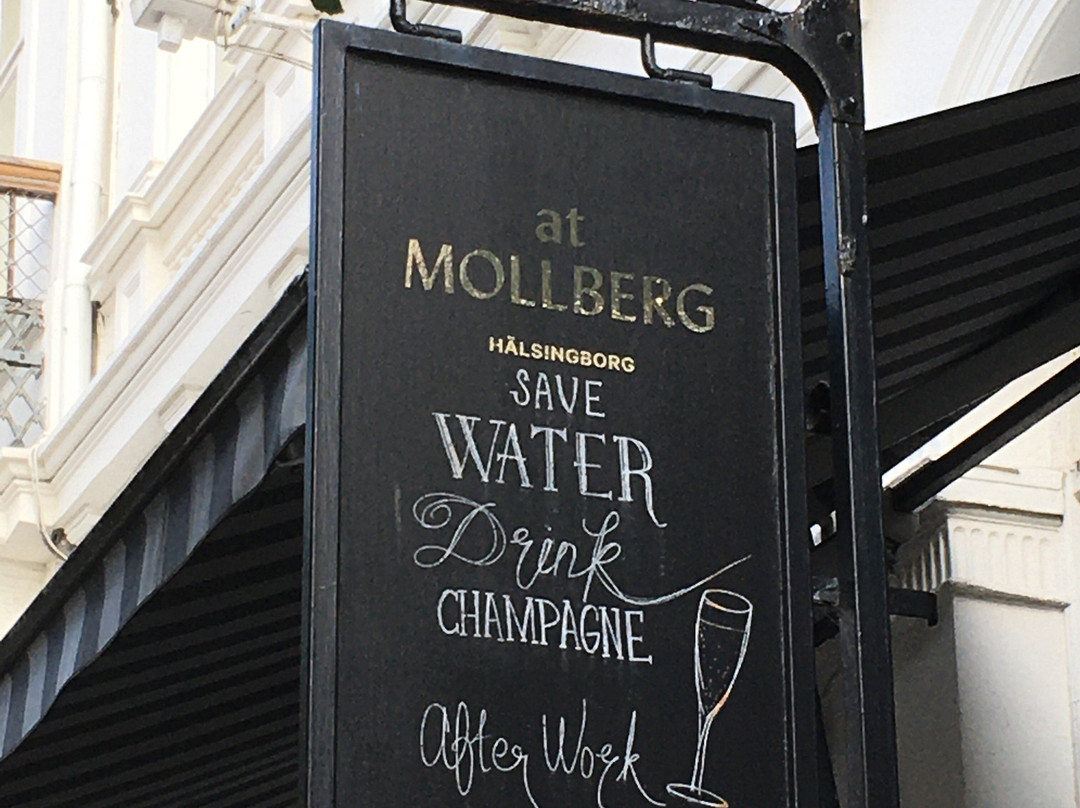 at
MOLLBERG
HÄLSINGBORG
SAVE
WATER
Drink
CHAMPAGNE
After Work